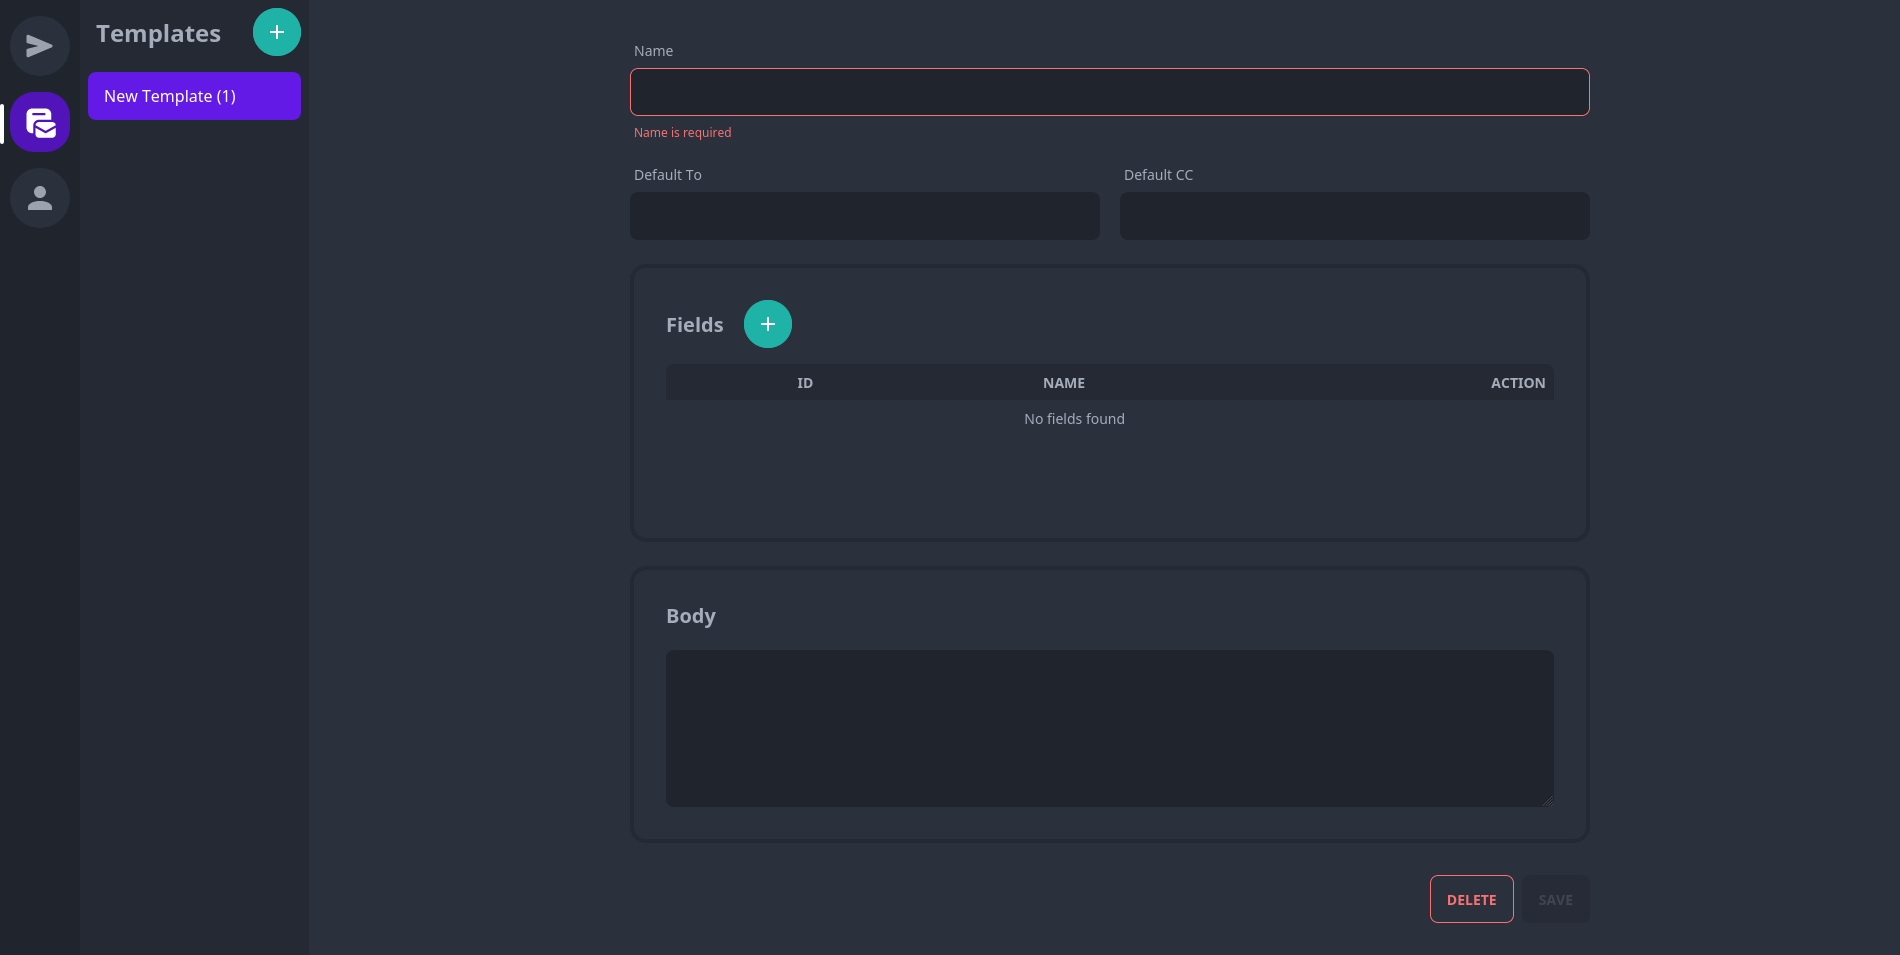 Templates
New Template (1)
Name
Name is required
Default To
Default CC
Fields
ID NAME ACTION
No fields found
Body
DELETE SAVE